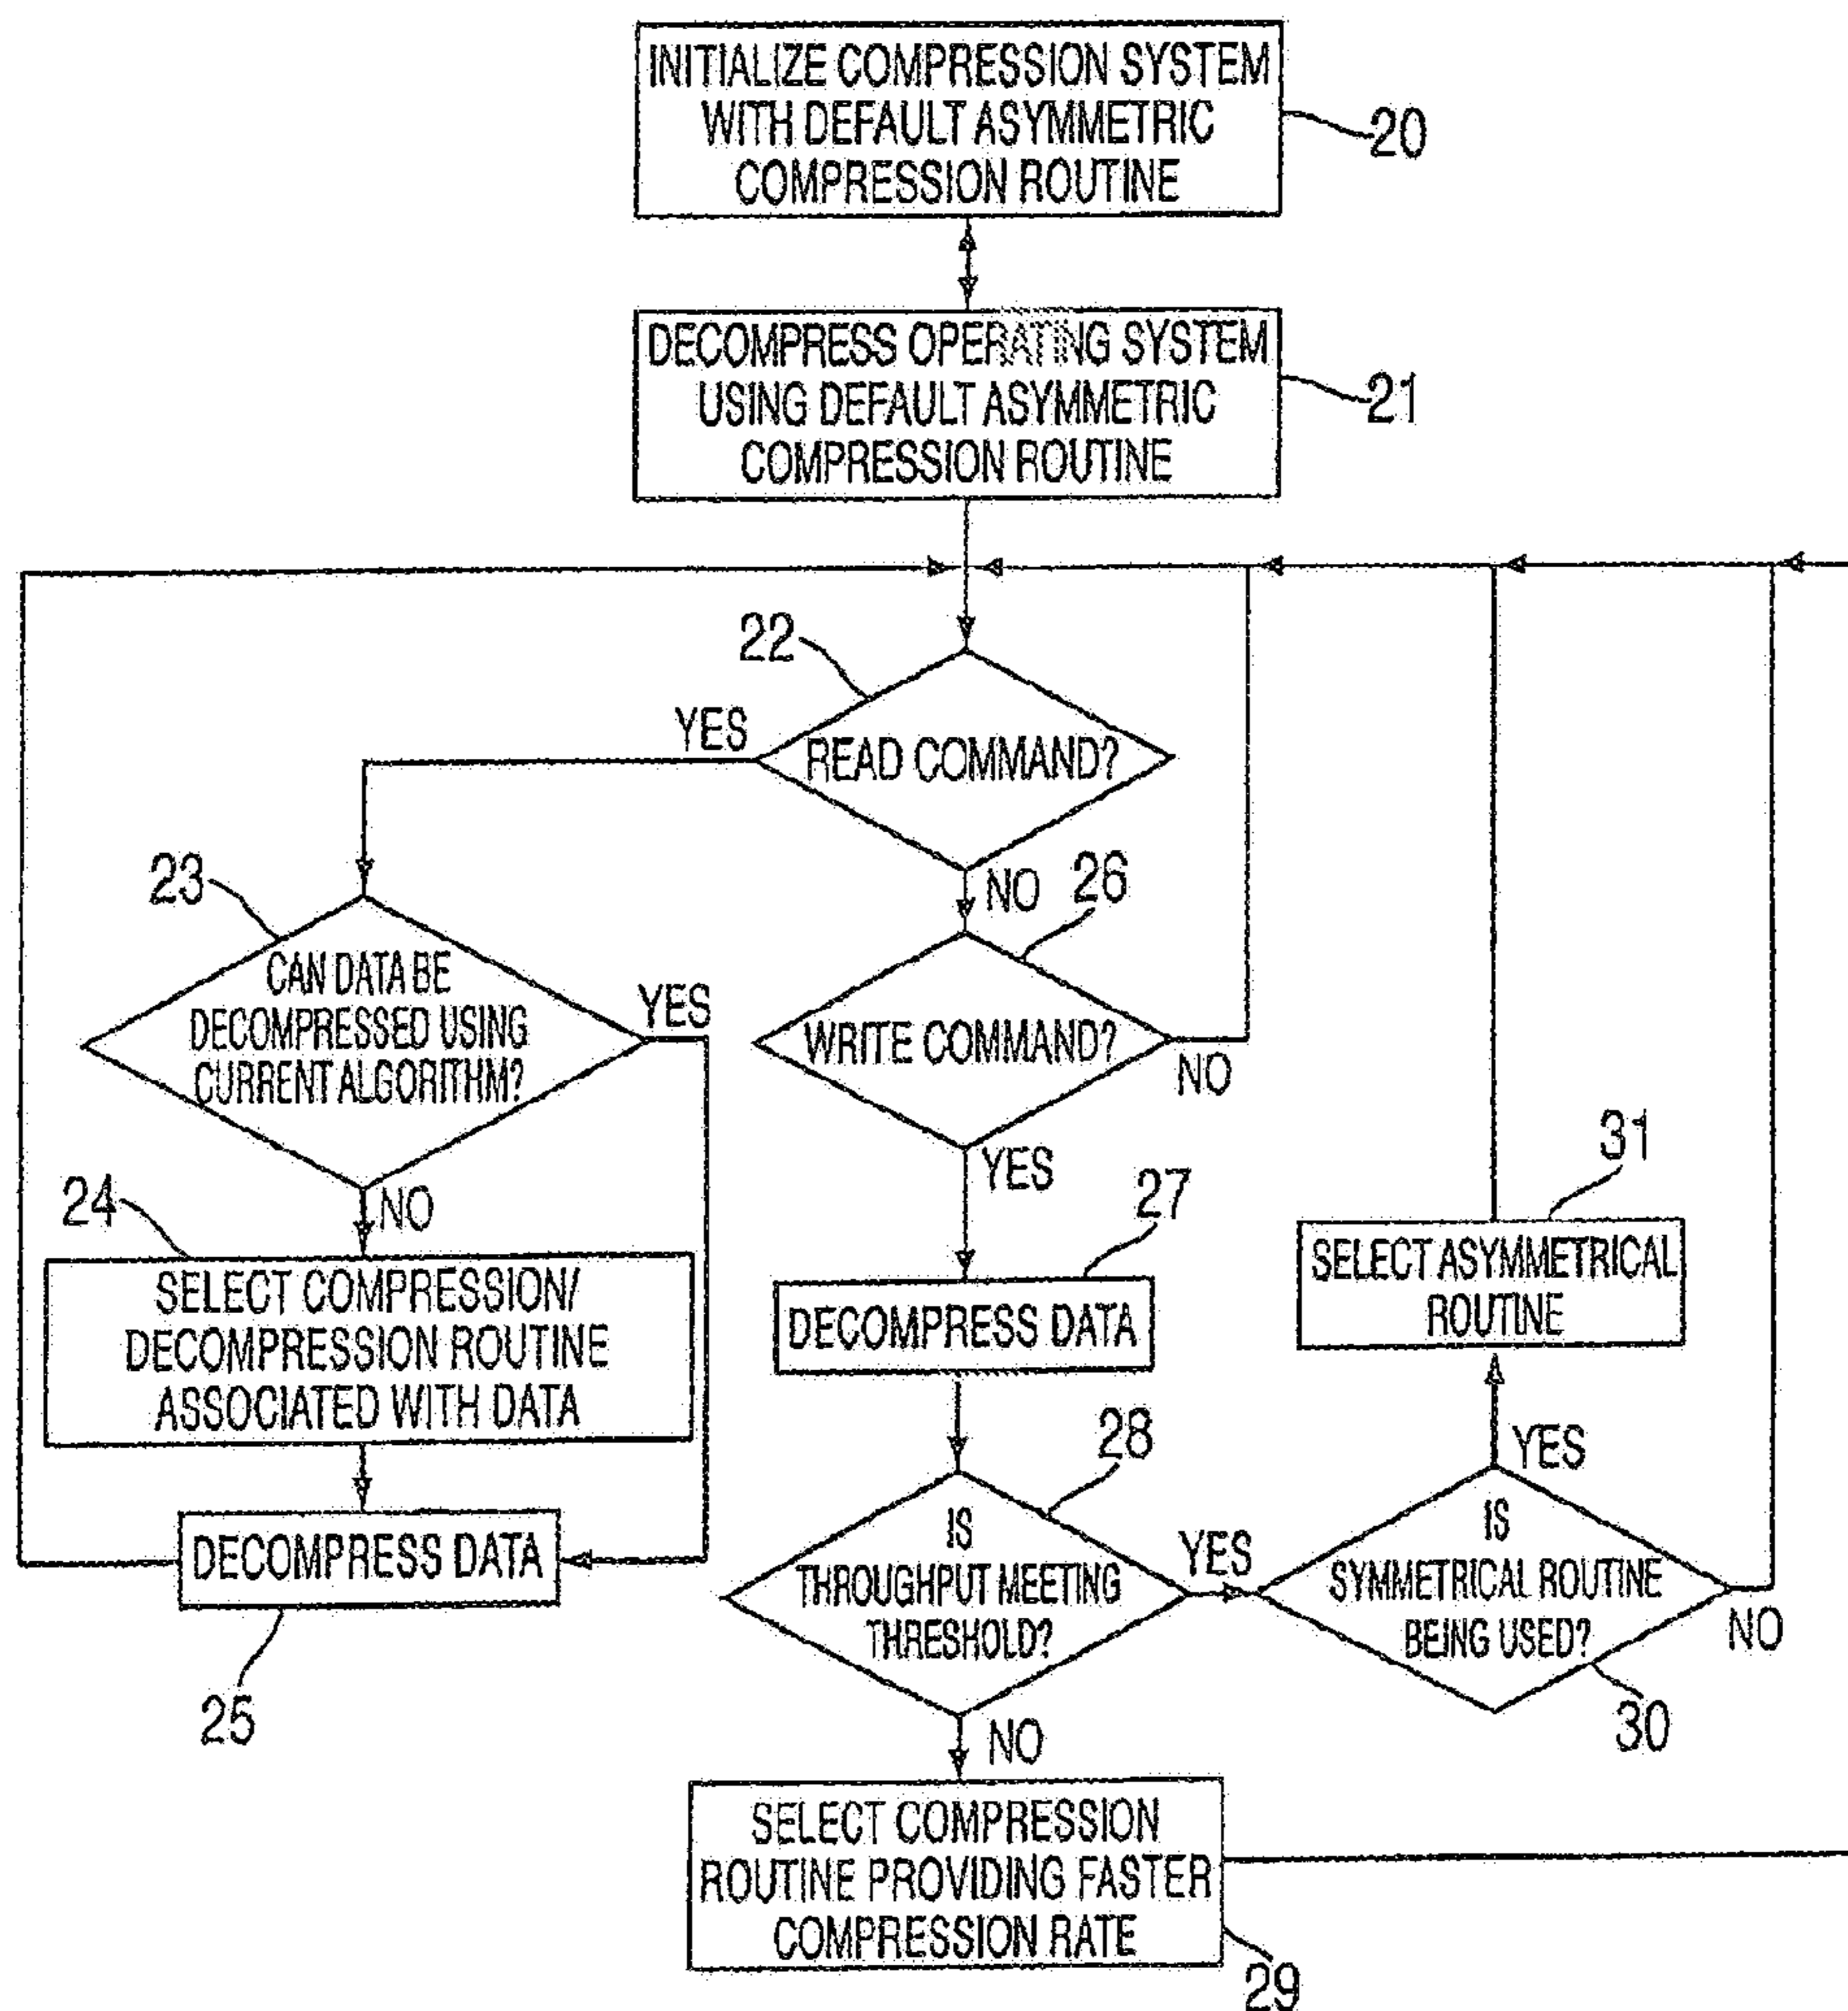 INITIALIZE COMPRESSION SYSTEM
WITH DEFAULT ASYMMETRIC
COMPRESSION ROUTINE
20
DECOMPRESS OPERATING SYSTEM
USING DEFAULT ASYMMETRIC
COMPRESSION ROUTINE
21
22
YES
READ COMMAND?
NO
23
CAN DATA BE
DECOMPRESSED USING
CURRENT ALGORITHM?
YES
NO
26
WRITE COMMAND?
NO
YES
24
SELECT COMPRESSION/
DECOMPRESSION ROUTINE
ASSOCIATED WITH DATA
DECOMPRESS DATA
25
27
DECOMPRESS DATA
28
IS
THROUGHPUT MEETING
THRESHOLD?
YES
NO
31
SELECT ASYMMETRICAL
ROUTINE
YES
IS
SYMMETRICAL ROUTINE
BEING USED?
NO
30
SELECT COMPRESSION
ROUTINE PROVIDING FASTER
COMPRESSION RATE
29